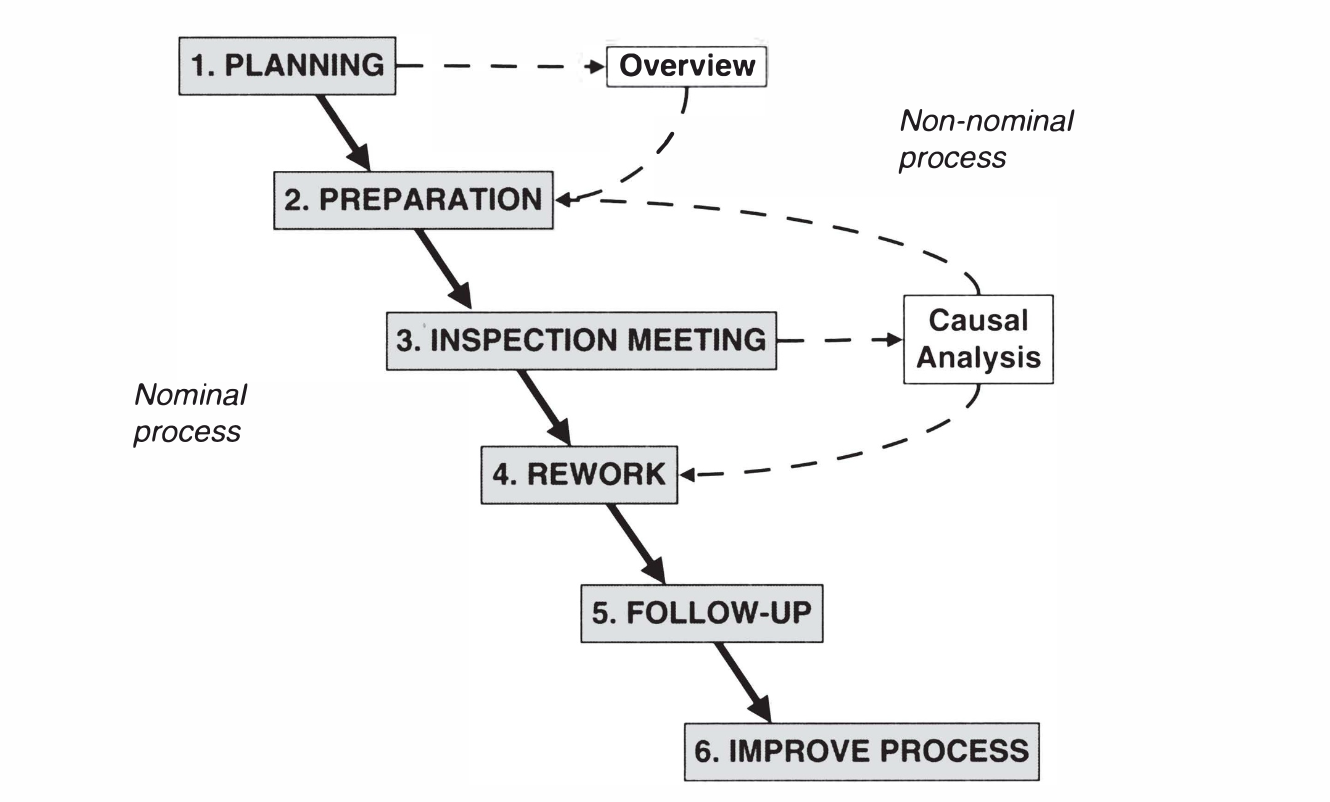 1. PLANNING
Overview
Non-nominal
process
2. PREPARATION
3. INSPECTION MEETING
Causal
Analysis
Nominal
process
4. REWORK
5. FOLLOW-UP
6. IMPROVE PROCESS